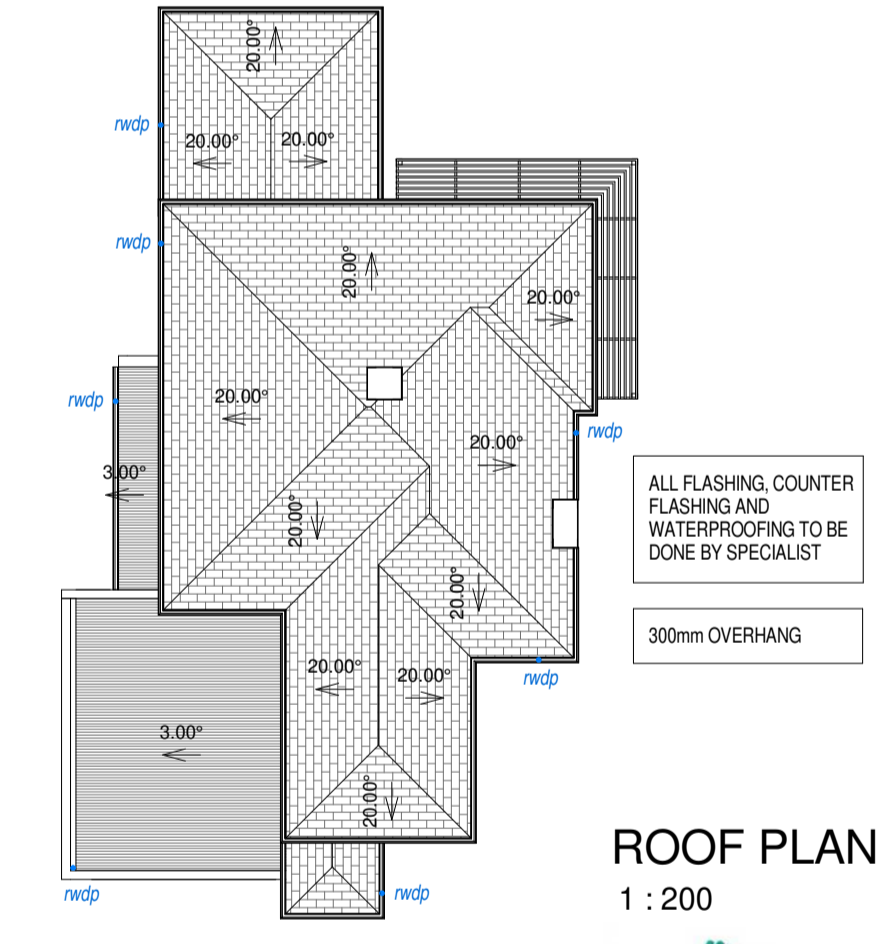 20.00°
rwdp
20.00°
20.00°
rwdp
20.00°
20.00°
20.00°
rwdp
20.00°
rwdp
3.00°
ALL FLASHING, COUNTER
FLASHING AND
WATERPROOFING TO BE
DONE BY SPECIALIST
20.00°
20.00°
300mm OVERHANG
20.00°
20.00°
rwdp
3.00°
20.00°
ROOF PLAN
1 : 200
rwdp
rwdp